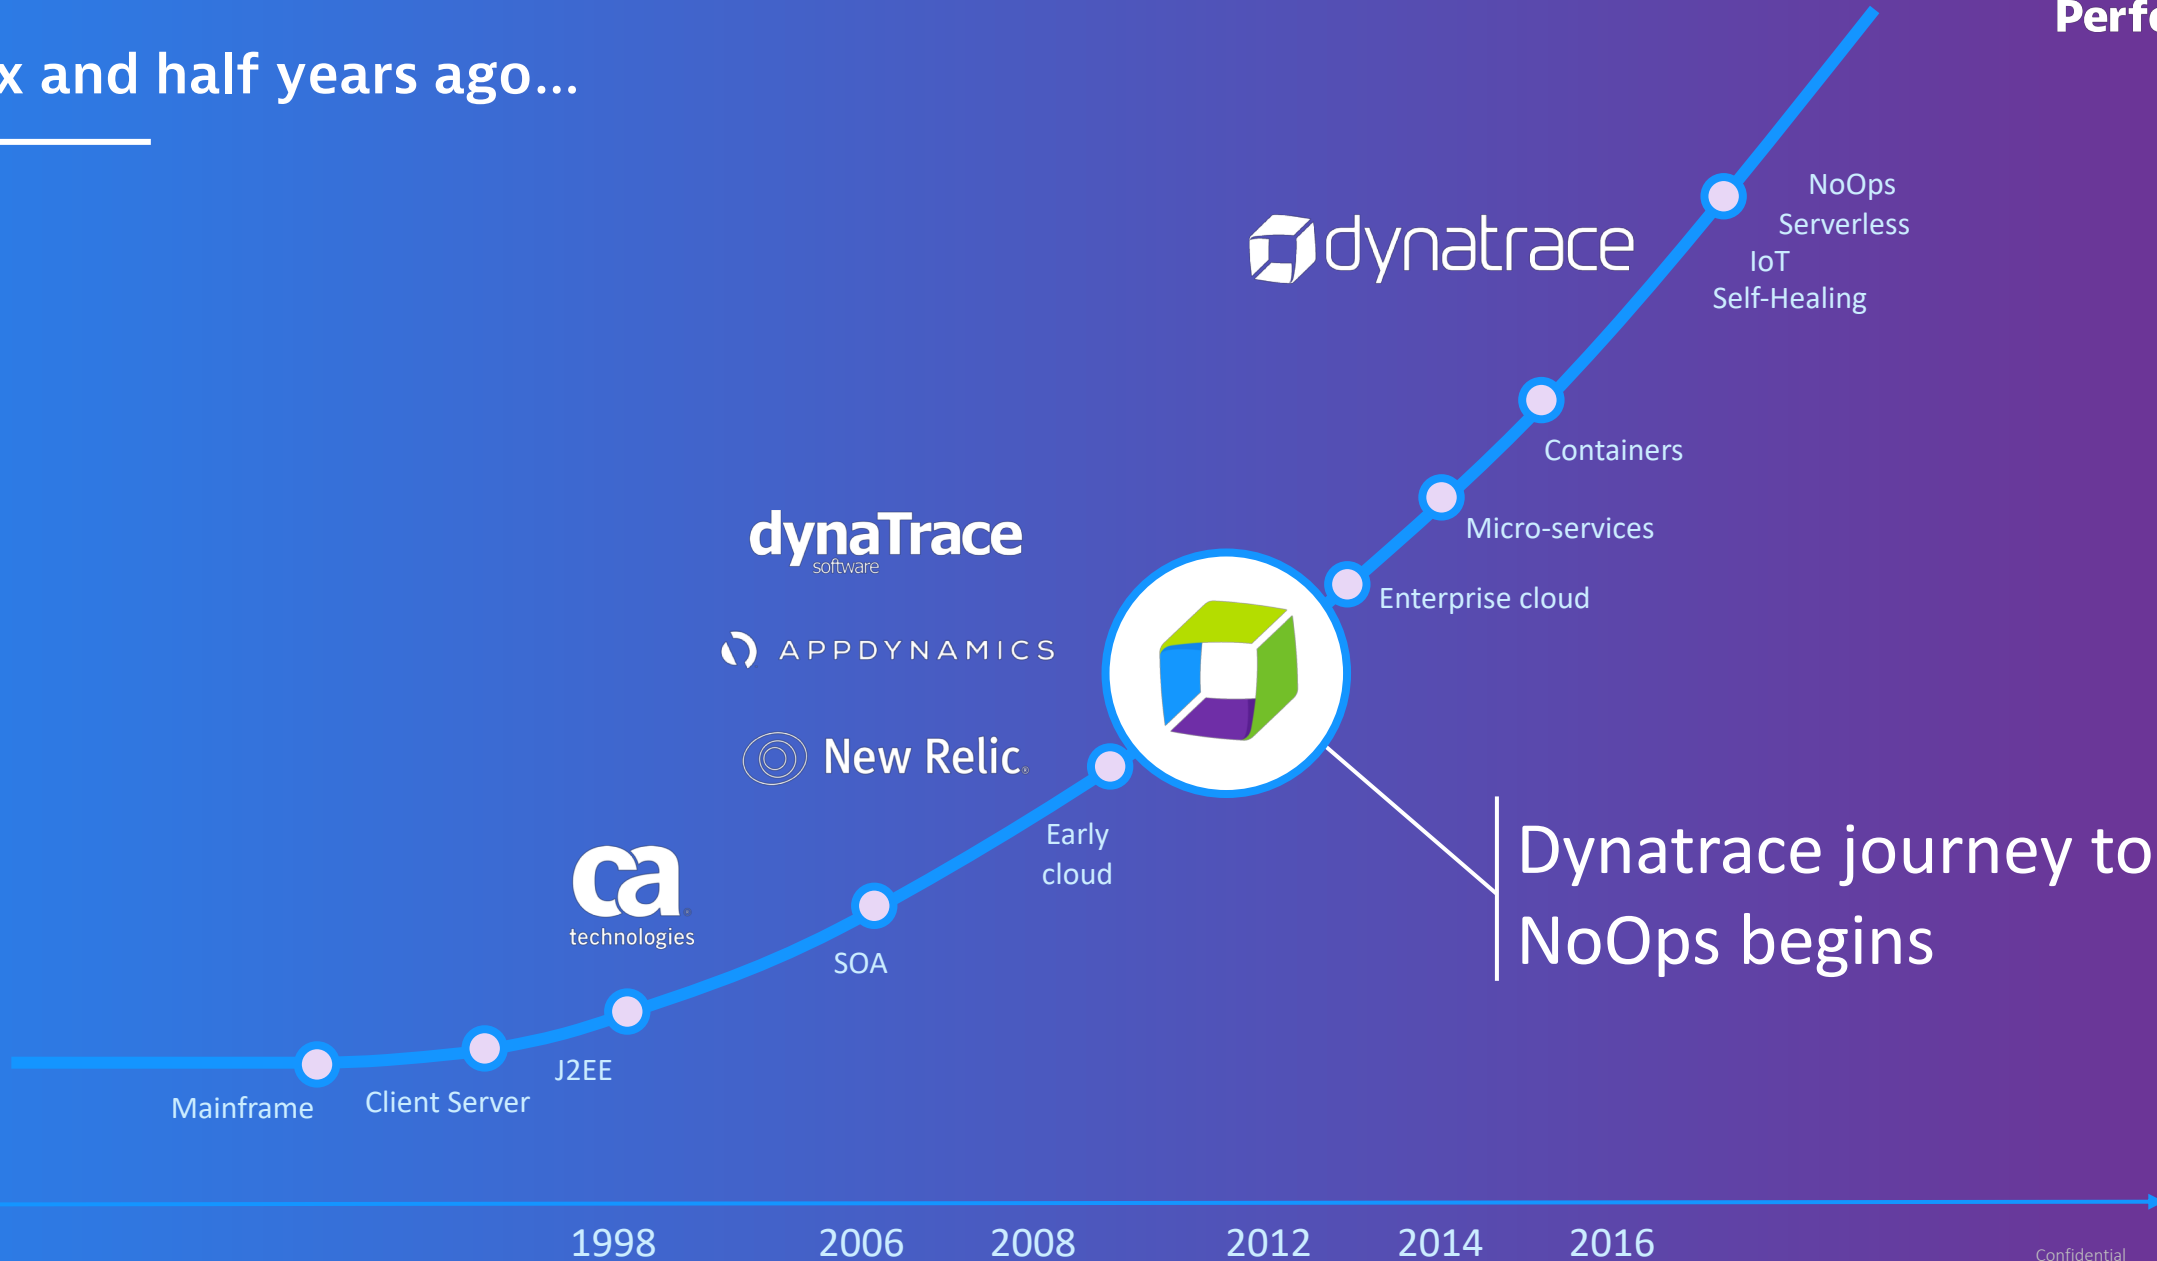 x and half years ago...
Perfo
NoOps
Serverless
IoT
Self-Healing
dynatrace
Containers
Micro-services
Enterprise cloud
dynaTrace
software
APPDYNAMICS
New Relic®
Early
cloud
Dynatrace journey to
NoOps begins
ca
technologies
SOA
J2EE
Client Server
Mainframe
1998 2006 2008 2012 2014 2016
Confidential